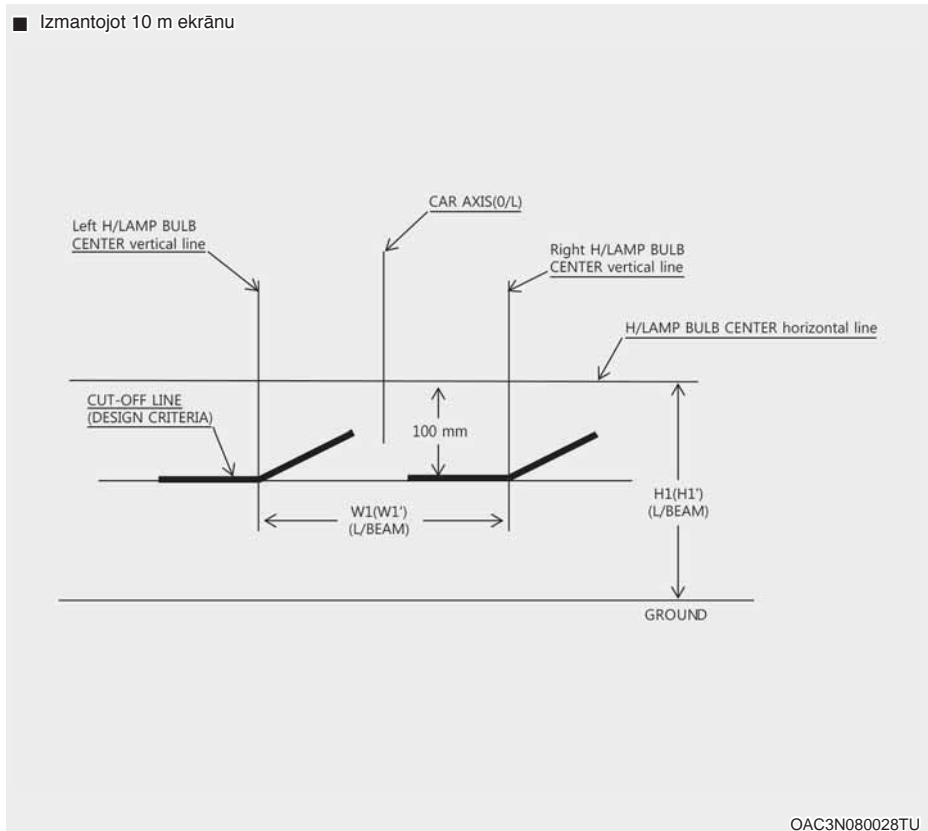 ■ Izmantojot 10 m ekrānu
CAR AXIS(0/L)
Left H/LAMP BULB
CENTER vertical line
Right H/LAMP BULB
CENTER vertical line
H/LAMP BULB CENTER horizontal line
CUT-OFF LINE
(DESIGN CRITERIA)
100 mm
W1(W1')
(L/BEAM)
H1(H1')
(L/BEAM)
GROUND
OAC3N080028TU